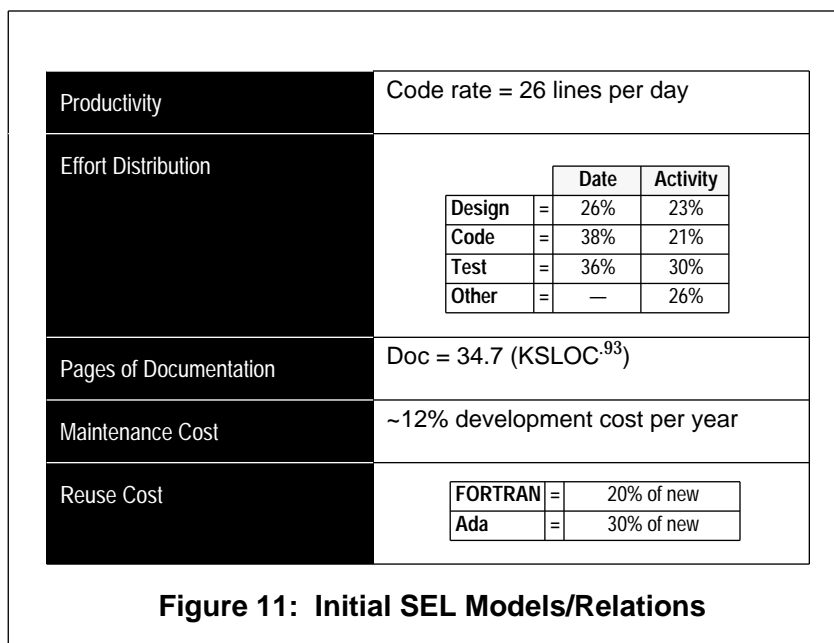 Productivity Code rate = 26 lines per day
Effort Distribution
Date Activity
Design = 26% 23%
Code = 38% 21%
Test = 36% 30%
Other = — 26%
Pages of Documentation Doc = 34.7 (KSLOC^.93)
Maintenance Cost ~12% development cost per year
Reuse Cost
FORTRAN = 20% of new
Ada = 30% of new
Figure 11: Initial SEL Models/Relations